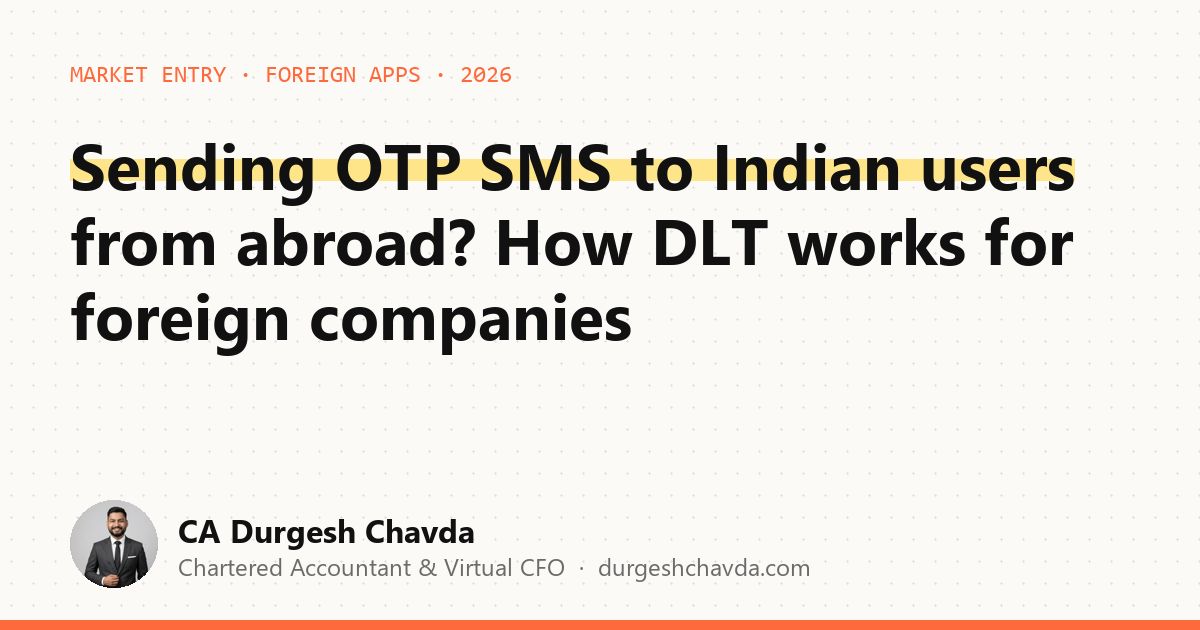 MARKET ENTRY · FOREIGN APPS · 2026
Sending OTP SMS to Indian users
from abroad? How DLT works for
foreign companies
CA Durgesh Chavda
Chartered Accountant & Virtual CFO · durgeshchavda.com